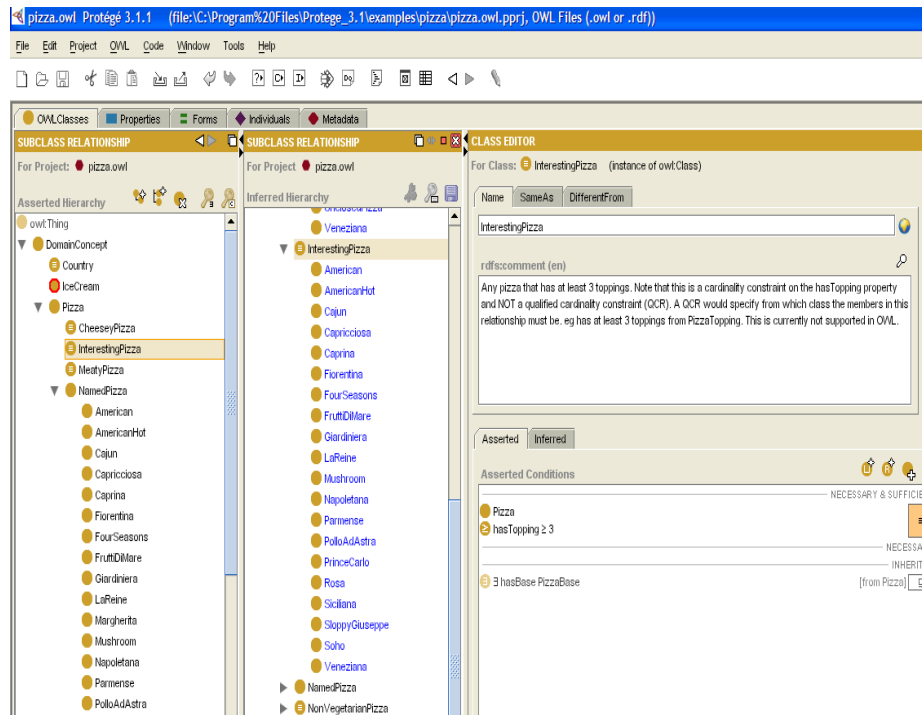 pizza.owl Protégé 3.1.1 (file:\C:\Program%20Files\Protege_3.1\examples\pizza\pizza.owl.pprj, OWL Files (.owl or .rdf))
File Edit Project OWL Code Window Tools Help
OWLClasses Properties Forms Individuals Metadata
SUBCLASS RELATIONSHIP
For Project: pizza.owl
Asserted Hierarchy
owl:Thing
DomainConcept
Country
IceCream
Pizza
CheeseyPizza
InterestingPizza
MeatyPizza
NamedPizza
American
AmericanHot
Cajun
Capricciosa
Caprina
Fiorentina
FourSeasons
FruttiDiMare
Giardiniera
LaReine
Margherita
Mushroom
Napoletana
Parmense
PolloAdAstra
SUBCLASS RELATIONSHIP
For Project pizza.owl
Inferred Hierarchy
Veneziana
InterestingPizza
American
AmericanHot
Cajun
Capricciosa
Caprina
Fiorentina
FourSeasons
FruttiDiMare
Giardiniera
LaReine
Mushroom
Napoletana
Parmense
PolloAdAstra
PrinceCarlo
Rosa
Siciliana
SloppyGiuseppe
Soho
Veneziana
NamedPizza
NonVegetarianPizza
CLASS EDITOR
For Class: InterestingPizza (instance of owl:Class)
Name SameAs DifferentFrom
InterestingPizza
rdfs:comment (en)
Any pizza that has at least 3 toppings. Note that this is a cardinality constraint on the hasTopping property
and NOT a qualified cardinality constraint (QCR). A QCR would specify from which class the members in this
relationship must be. eg has at least 3 toppings from PizzaTopping. This is currently not supported in OWL.
Asserted Inferred
Asserted Conditions
NECESSARY & SUFFICIE
Pizza
hasTopping ≥ 3
NECESSA
INHERIT
∃ hasBase PizzaBase [from Pizza]